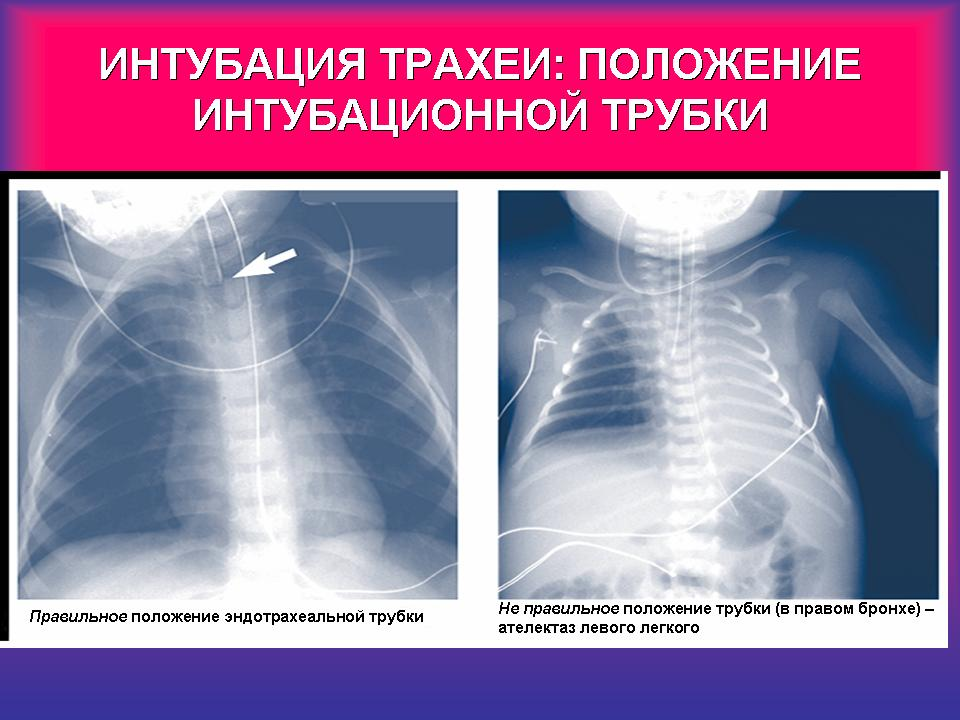 ИНТУБАЦИЯ ТРАХЕИ: ПОЛОЖЕНИЕ
ИНТУБАЦИОННОЙ ТРУБКИ
Правильное положение эндотрахеальной трубки
Не правильное положение трубки (в правом бронхе) –
ателектаз левого легкого